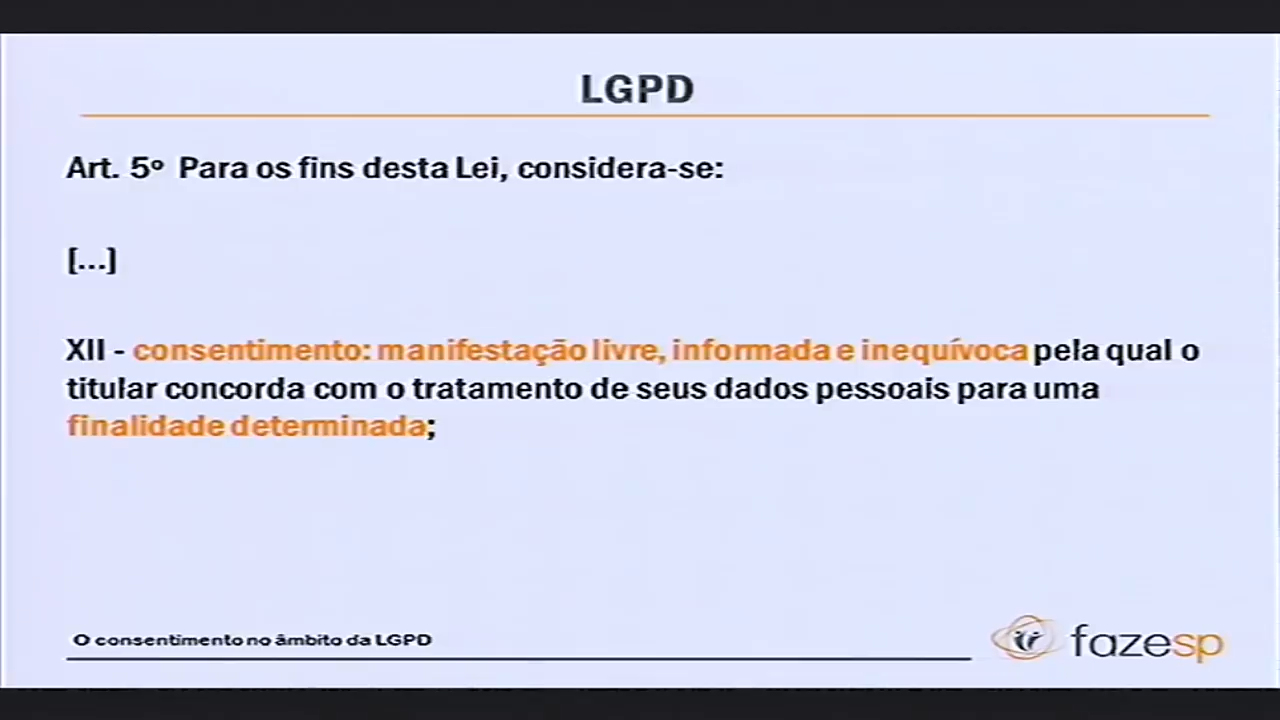 LGPD
Art. 5º Para os fins desta Lei, considera-se:
[...]
XII - consentimento: manifestação livre, informada e inequívoca pela qual o
titular concorda com o tratamento de seus dados pessoais para uma
finalidade determinada;
O consentimento no âmbito da LGPD
fazesp